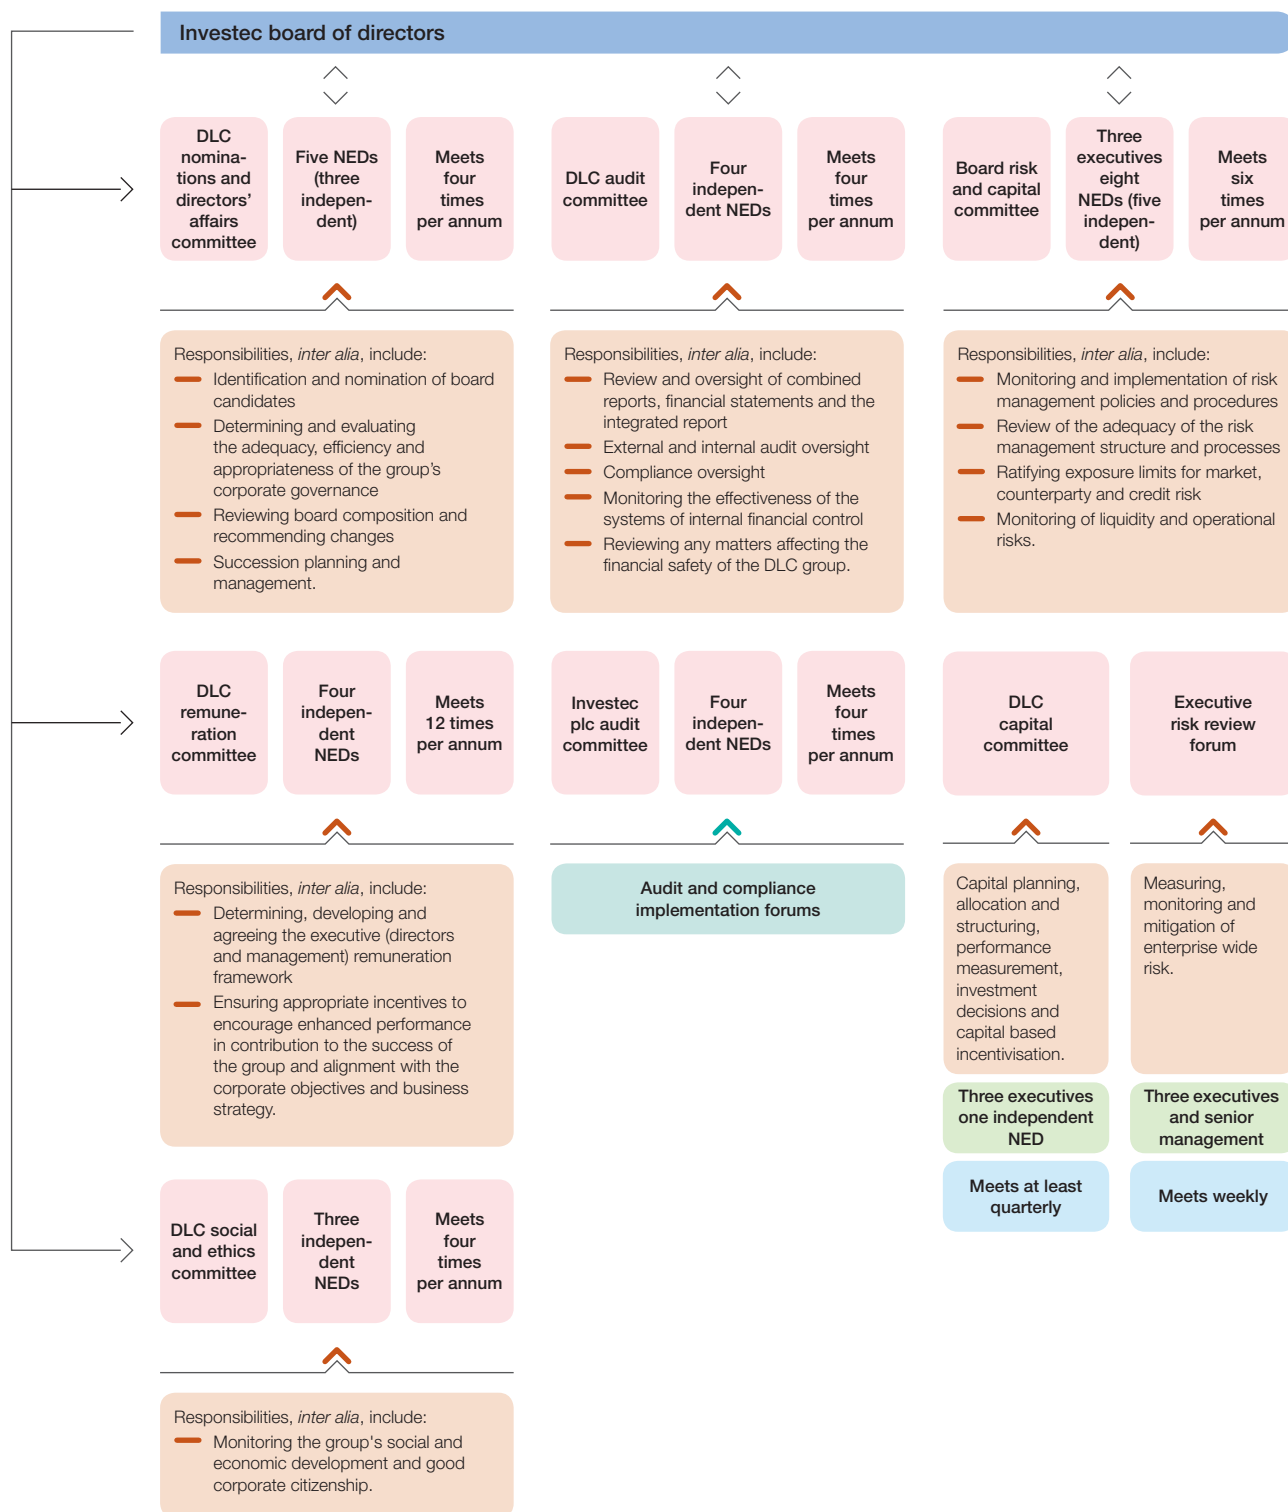 Investec board of directors
DLC
nomina-
tions and
directors'
affairs
committee
Five NEDs
(three
indepen-
dent)
Meets
four
times
per annum
DLC audit
committee
Four
indepen-
dent NEDs
Meets
four
times
per annum
Board risk
and capital
committee
Three
executives
eight
NEDs (five
indepen-
dent)
Meets
six
times
per annum
Responsibilities, inter alia, include:
Identification and nomination of board
candidates
Determining and evaluating
the adequacy, efficiency and
appropriateness of the group's
corporate governance
Reviewing board composition and
recommending changes
Succession planning and
management.
Responsibilities, inter alia, include:
Review and oversight of combined
reports, financial statements and the
integrated report
External and internal audit oversight
Compliance oversight
Monitoring the effectiveness of the
systems of internal financial control
Reviewing any matters affecting the
financial safety of the DLC group.
Responsibilities, inter alia, include:
Monitoring and implementation of risk
management policies and procedures
Review of the adequacy of the risk
management structure and processes
Ratifying exposure limits for market,
counterparty and credit risk
Monitoring of liquidity and operational
risks.
DLC
remune-
ration
committee
Four
indepen-
dent
NEDs
Meets
12 times
per annum
Investec
plc audit
committee
Four
indepen-
dent NEDs
Meets
four
times
per annum
DLC
capital
committee
Executive
risk review
forum
Responsibilities, inter alia, include:
Determining, developing and
agreeing the executive (directors
and management) remuneration
framework
Ensuring appropriate incentives to
encourage enhanced performance
in contribution to the success of
the group and alignment with the
corporate objectives and business
strategy.
Audit and compliance
implementation forums
Capital planning,
allocation and
structuring,
performance
measurement,
investment
decisions and
capital based
incentivisation.
Measuring,
monitoring and
mitigation of
enterprise wide
risk.
Three executives
one independent
NED
Three executives
and senior
management
Meets at least
quarterly
Meets weekly
DLC social
and ethics
committee
Three
indepen-
dent
NEDs
Meets
four
times
per annum
Responsibilities, inter alia, include:
Monitoring the group's social and
economic development and good
corporate citizenship.